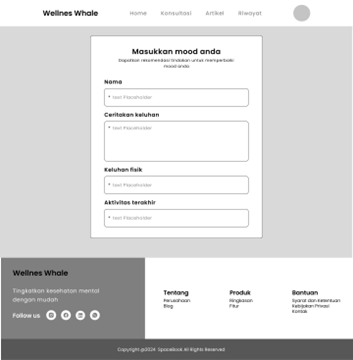 Wellnes Whale
Home Konsultasi Artikel Riwayat
Masukkan mood anda
Dapatkan rekomendasi tindakan untuk memperbaiki
mood anda.
Nama
* text Placeholder
Ceritakan keluhan
* text Placeholder
Keluhan fisik
* text Placeholder
Aktivitas terakhir
* text Placeholder
Wellnes Whale
Tingkatkan kesehatan mental
dengan mudah
Follow us
Tentang
Perusahaan
Blog
Produk
Ringkasan
Fitur
Bantuan
Syarat dan Ketentuan
Kebijakan Privasi
Kontak
Copyright @2024 SpaceBook All Rights Reserved